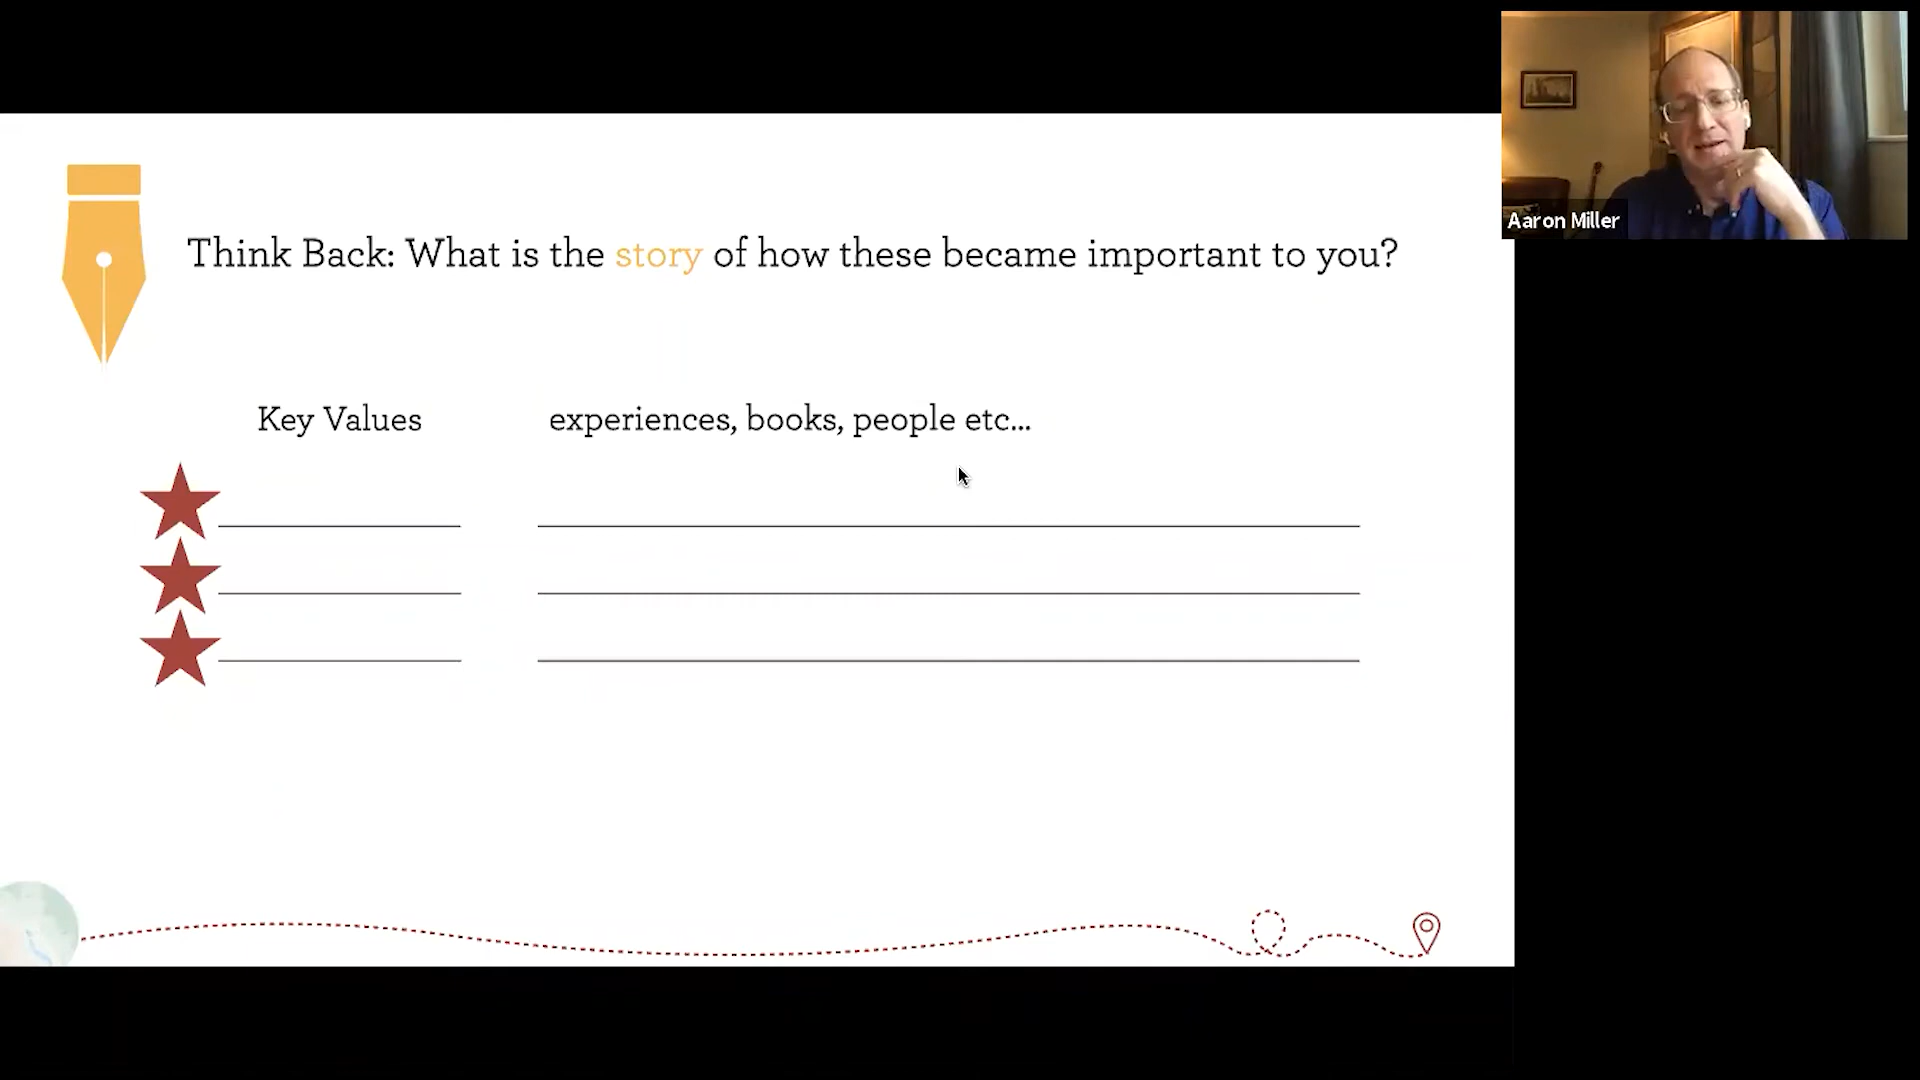 Aaron Miller
Think Back: What is the story of how these became important to you?
Key Values
experiences, books, people etc...